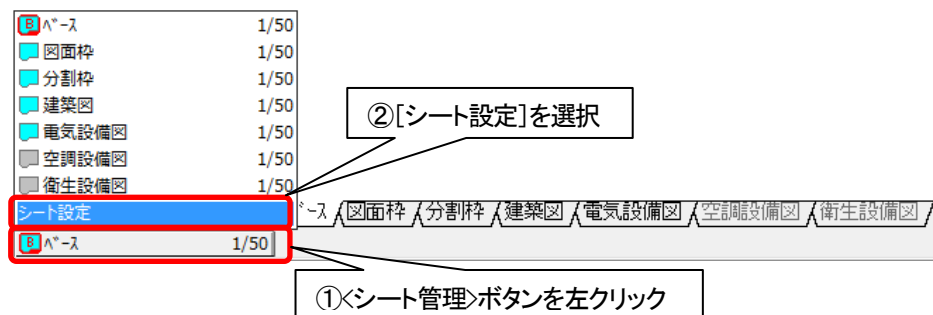 B ﾍﾞｰｽ 1/50
図面枠 1/50
分割枠 1/50
建築図 1/50
電気設備図 1/50
空調設備図 1/50
衛生設備図 1/50
シート設定
②[シート設定]を選択
ﾞｰｽ 図面枠 分割枠 建築図 電気設備図 空調設備図 衛生設備図
B ﾍﾞｰｽ 1/50
①<シート管理>ボタンを左クリック